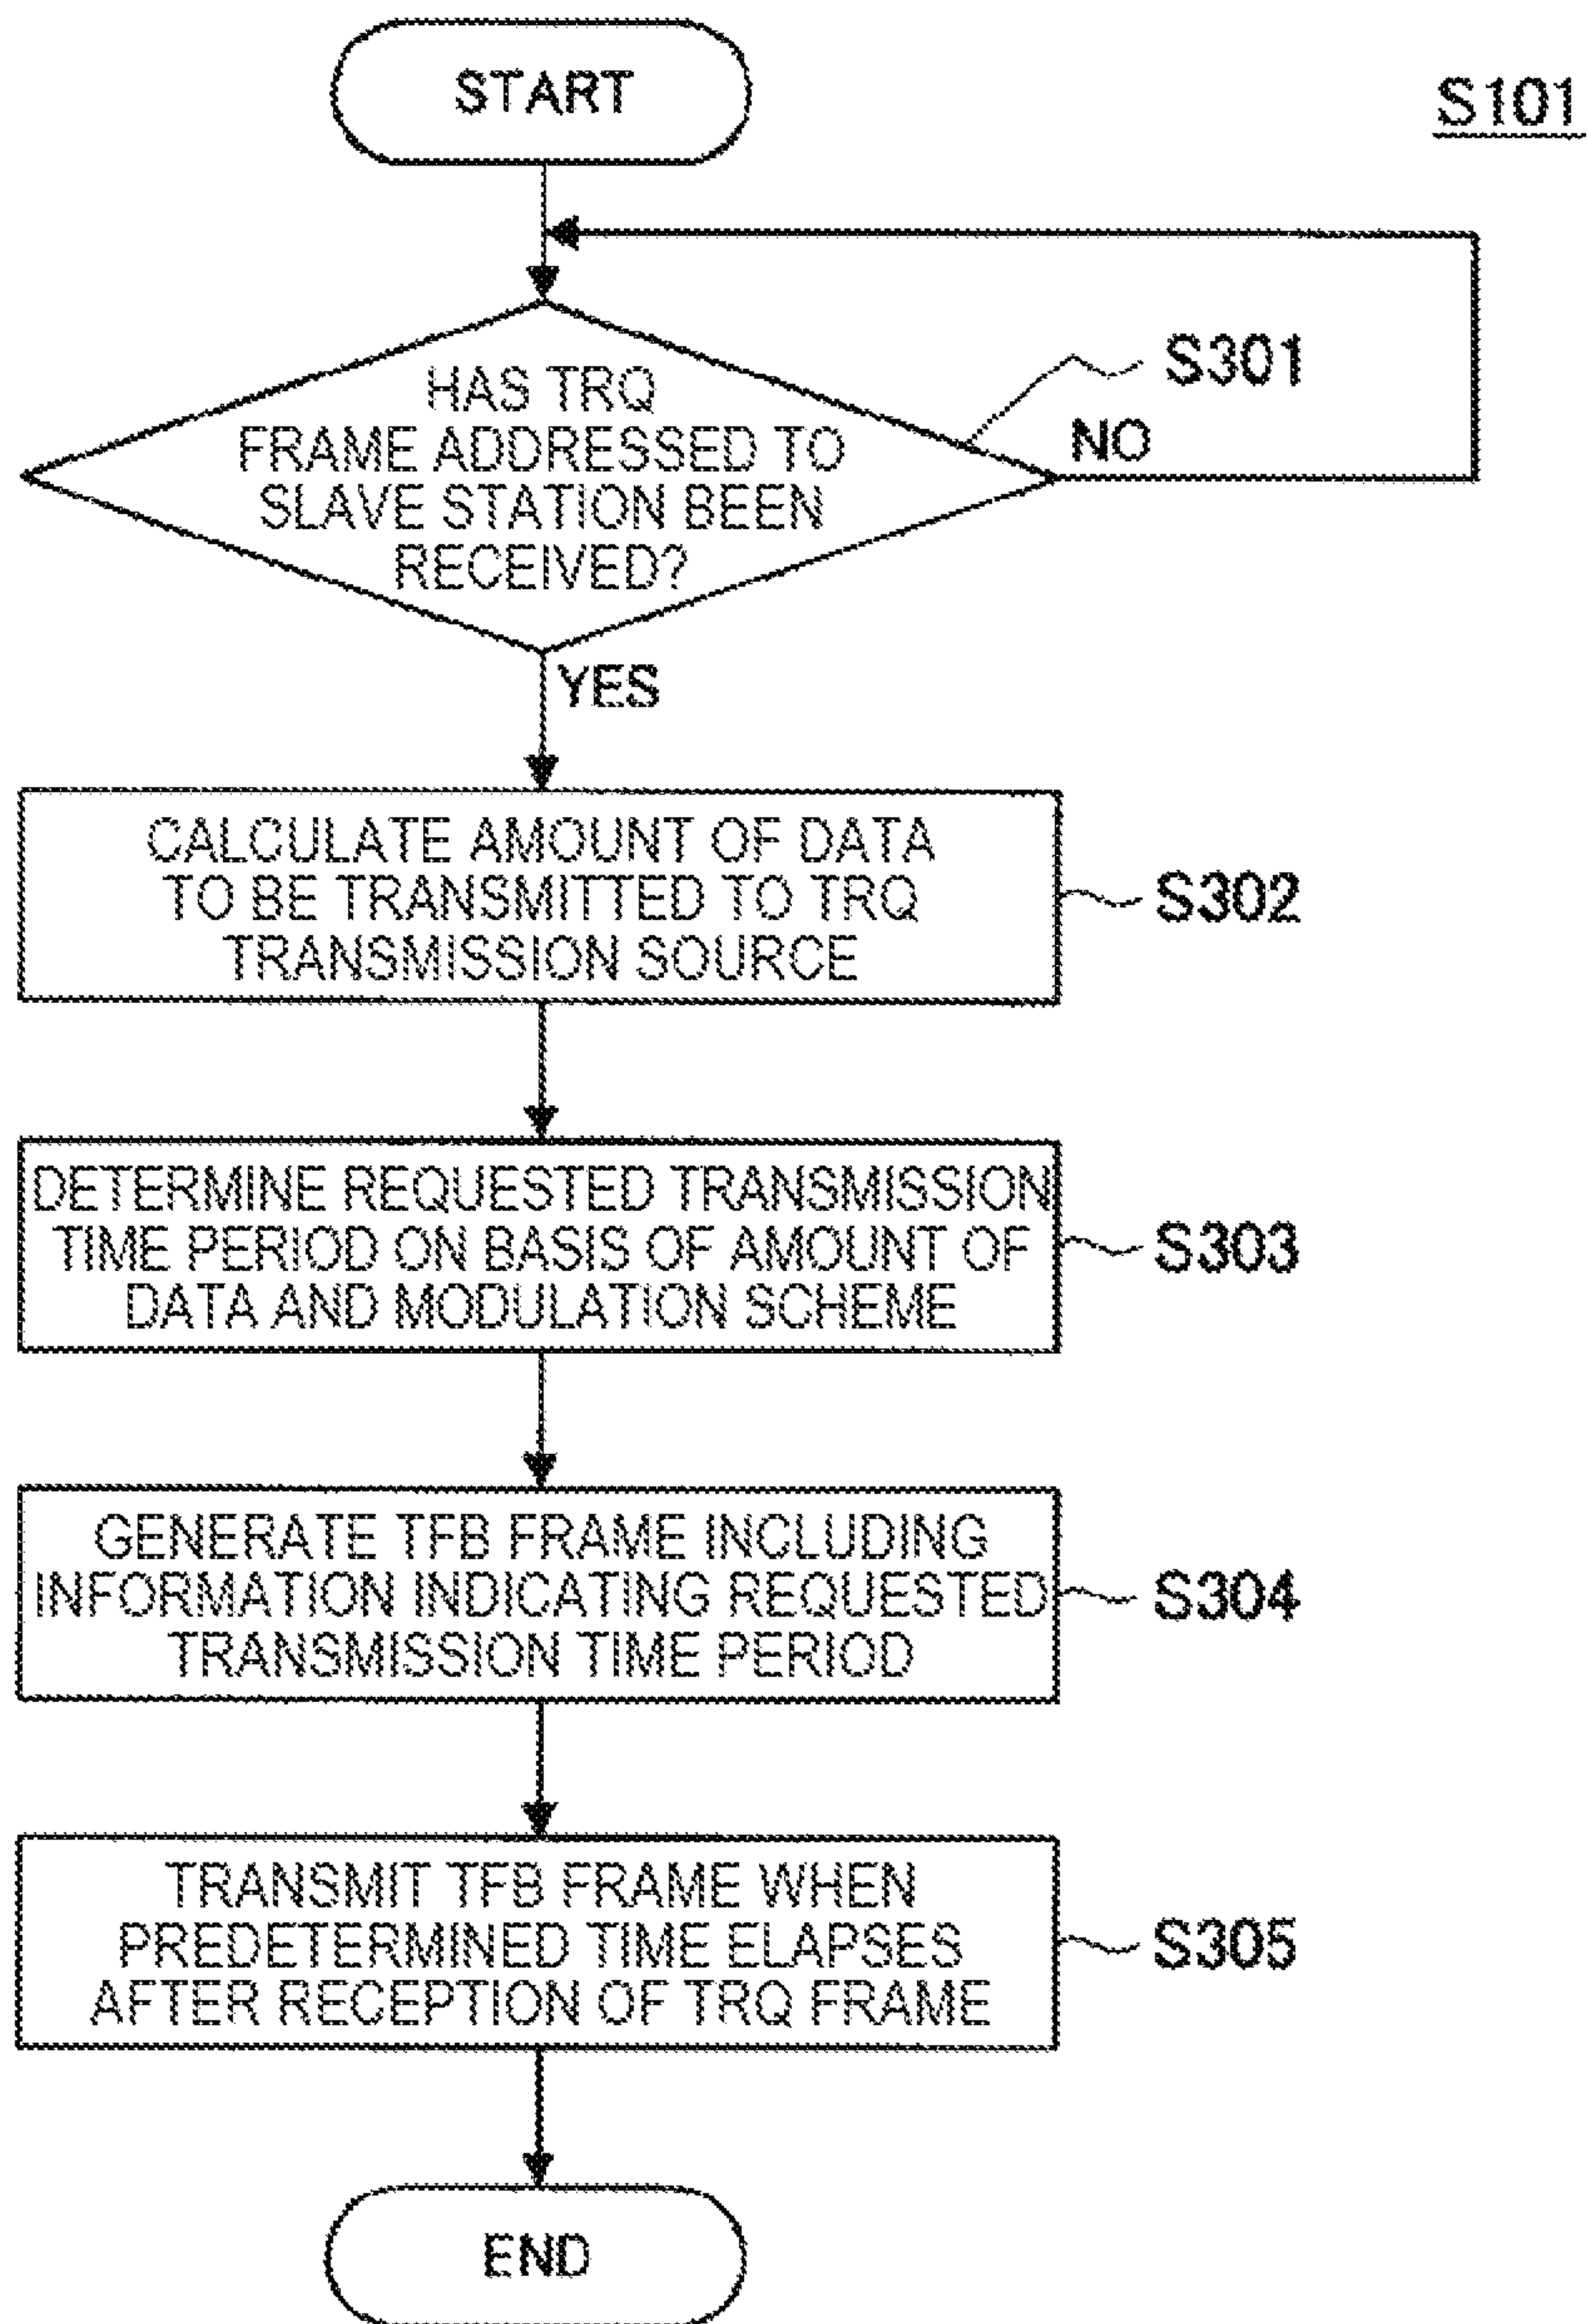 START
S101
HAS TRQ
FRAME ADDRESSED TO
SLAVE STATION BEEN
RECEIVED?
S301
NO
YES
CALCULATE AMOUNT OF DATA
TO BE TRANSMITTED TO TRQ
TRANSMISSION SOURCE
S302
DETERMINE REQUESTED TRANSMISSION
TIME PERIOD ON BASIS OF AMOUNT OF
DATA AND MODULATION SCHEME
S303
GENERATE TFB FRAME INCLUDING
INFORMATION INDICATING REQUESTED
TRANSMISSION TIME PERIOD
S304
TRANSMIT TFB FRAME WHEN
PREDETERMINED TIME ELAPSES
AFTER RECEPTION OF TRQ FRAME
S305
END